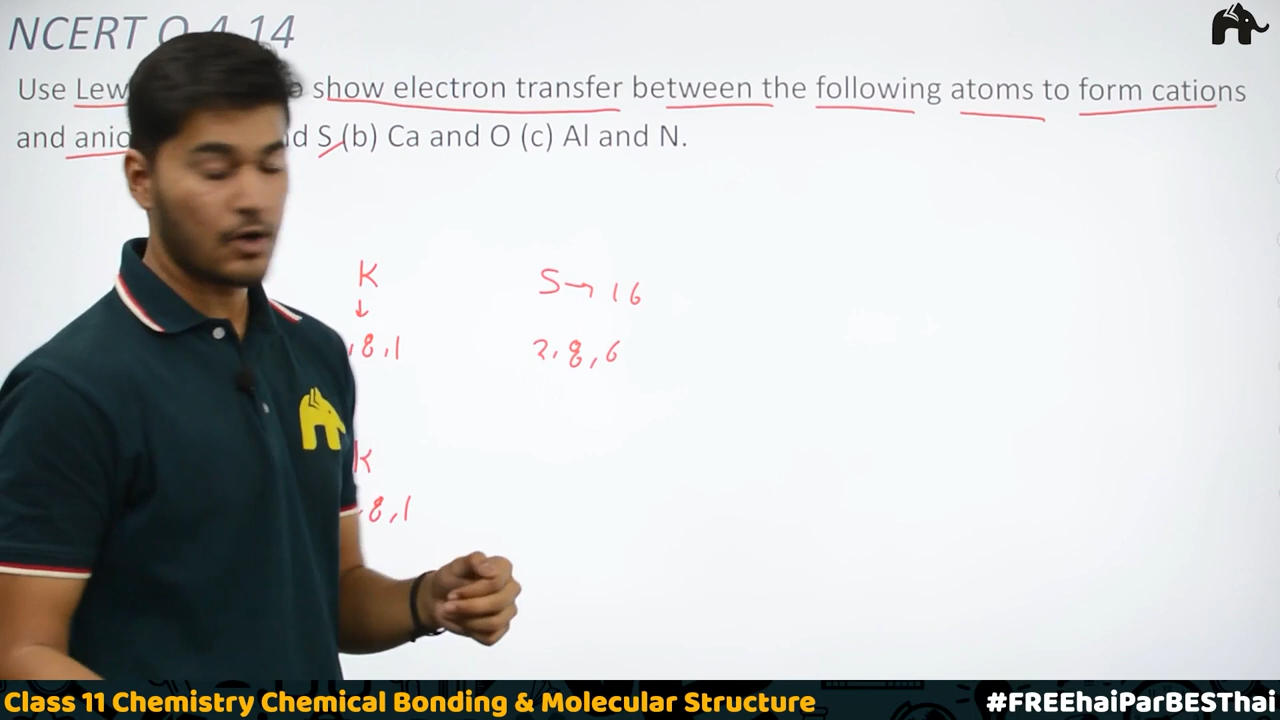 NCERT Q 4.14
Use Lew show electron transfer between the following atoms to form cations
and anio d S (b) Ca and O (c) Al and N.
K S→ 16
,8,1 2,8,6
K
,8,1
Class 11 Chemistry Chemical Bonding & Molecular Structure #FREEhaiParBESThai